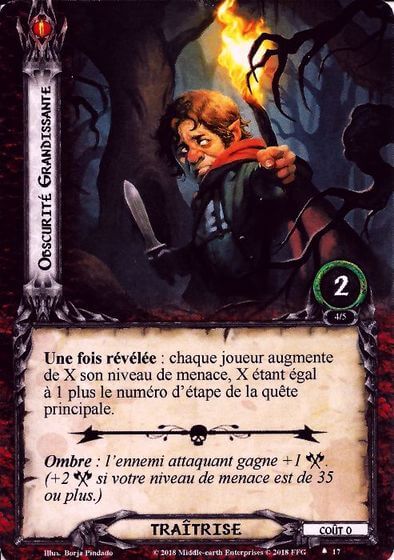 OBSCURITÉ GRANDISSANTE
2
4/5
Une fois révélée : chaque joueur augmente
de X son niveau de menace, X étant égal
à 1 plus le numéro d'étape de la quête
principale.
Ombre : l'ennemi attaquant gagne +1
(+2 si votre niveau de menace est de 35
ou plus.)
TRAÎTRISE
COÛT 0
Illus. Borja Pindado
© 2018 Middle-earth Enterprises © 2018 FFG
17